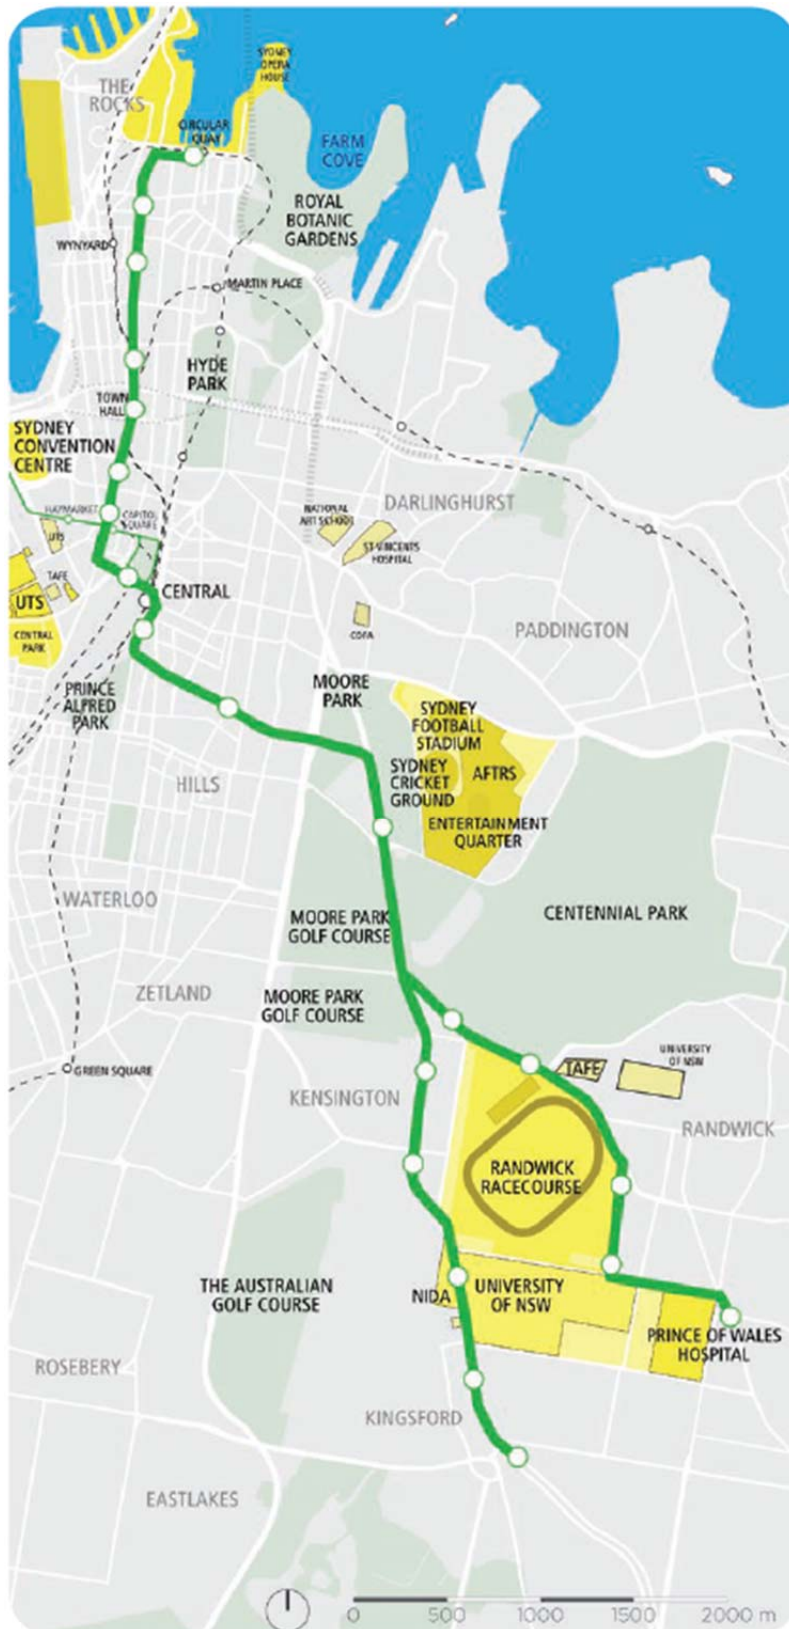 SYDNEY
OPERA
HOUSE
THE
ROCKS
CIRCULAR
QUAY
FARM
COVE
ROYAL
BOTANIC
GARDENS
WYNYARD
MARTIN PLACE
HYDE
PARK
TOWN
HALL
SYDNEY
CONVENTION
CENTRE
HAYMARKET
CAPITOL
SQUARE
UTS
NATIONAL
ART SCHOOL
DARLINGHURST
ST VINCENTS
HOSPITAL
TAFE
UTS
CENTRAL
COFA
PADDINGTON
CENTRAL
PARK
PRINCE
ALFRED
PARK
MOORE
PARK
SYDNEY
FOOTBALL
STADIUM
SYDNEY
CRICKET
GROUND
AFTRS
HILLS
ENTERTAINMENT
QUARTER
WATERLOO
MOORE PARK
GOLF COURSE
CENTENNIAL PARK
ZETLAND
MOORE PARK
GOLF COURSE
GREEN SQUARE
UNIVERSITY
OF NSW
TAFE
KENSINGTON
RANDWICK
RANDWICK
RACECOURSE
THE AUSTRALIAN
GOLF COURSE
NIDA
UNIVERSITY
OF NSW
PRINCE OF WALES
HOSPITAL
ROSEBERY
KINGSFORD
EASTLAKES
0 500 1000 1500 2000 m